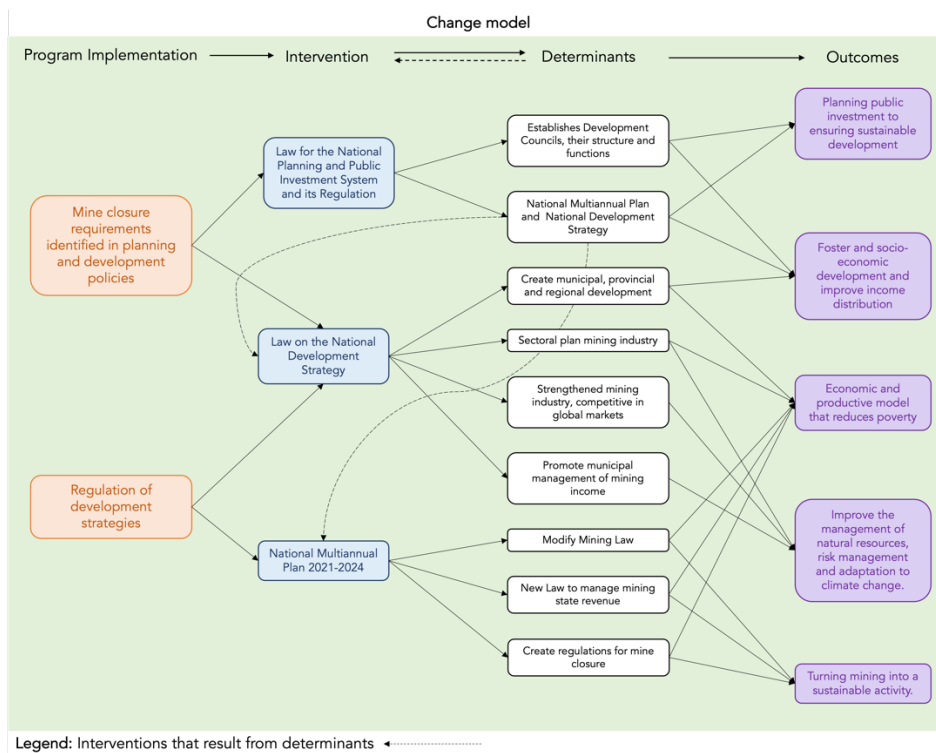 Change model
Program Implementation
Intervention
Determinants
Outcomes
Mine closure
requirements
identified in planning
and development
policies
Regulation of
development
strategies
Law for the National
Planning and Public
Investment System
and its Regulation
Law on the National
Development
Strategy
National Multiannual
Plan 2021-2024
Establishes Development
Councils, their structure and
functions
National Multiannual Plan
and National Development
Strategy
Create municipal, provincial
and regional development
Sectoral plan mining industry
Strengthened mining
industry, competitive in
global markets
Promote municipal
management of mining
income
Modify Mining Law
New Law to manage mining
state revenue
Create regulations for mine
closure
Planning public
investment to
ensuring sustainable
development
Foster and socio-
economic
development and
improve income
distribution
Economic and
productive model
that reduces poverty
Improve the
management of
natural resources,
risk management
and adaptation to
climate change.
Turning mining into a
sustainable activity.
Legend: Interventions that result from determinants